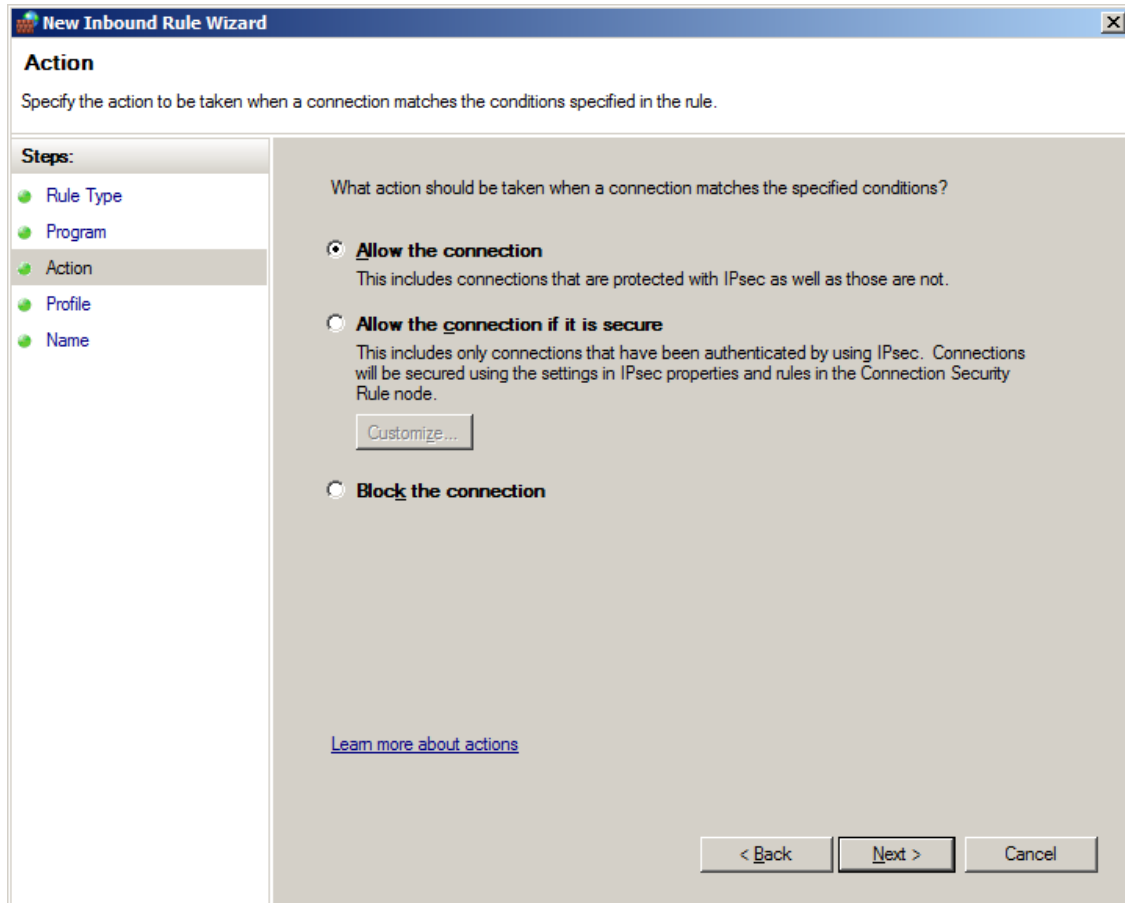 New Inbound Rule Wizard
Action
Specify the action to be taken when a connection matches the conditions specified in the rule.
Steps:
Rule Type
Program
Action
Profile
Name
What action should be taken when a connection matches the specified conditions?
Allow the connection
This includes connections that are protected with IPsec as well as those are not.
Allow the connection if it is secure
This includes only connections that have been authenticated by using IPsec. Connections
will be secured using the settings in IPsec properties and rules in the Connection Security
Rule node.
Customize...
Block the connection
Learn more about actions
< Back
Next >
Cancel